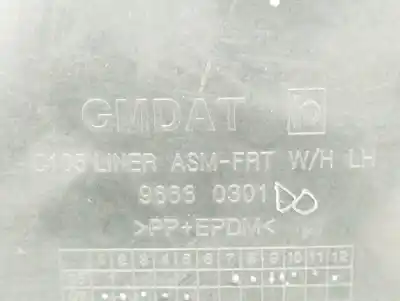 GMDAT
C105 LINER ASM-FRT W/H LH
9666 0301
>PP+EPDM<
1 2 3 4 5 6 7 8 9 10 11 12